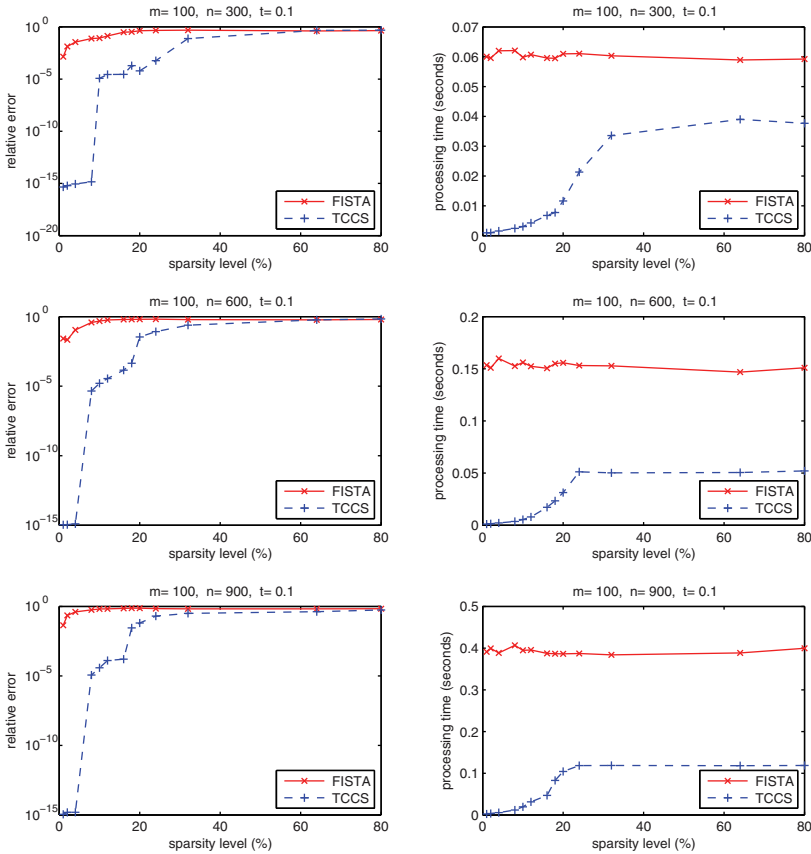 m= 100, n= 300, t= 0.1
10^0
10^-5
10^-10
10^-15
10^-20
relative error
FISTA
TCCS
0 20 40 60 80
sparsity level (%)
m= 100, n= 300, t= 0.1
0.07
0.06
0.05
0.04
0.03
0.02
0.01
0
processing time (seconds)
FISTA
TCCS
0 20 40 60 80
sparsity level (%)
m= 100, n= 600, t= 0.1
10^0
10^-5
10^-10
10^-15
relative error
FISTA
TCCS
0 20 40 60 80
sparsity level (%)
m= 100, n= 600, t= 0.1
0.2
0.15
0.1
0.05
0
processing time (seconds)
FISTA
TCCS
0 20 40 60 80
sparsity level (%)
m= 100, n= 900, t= 0.1
10^0
10^-5
10^-10
10^-15
relative error
FISTA
TCCS
0 20 40 60 80
sparsity level (%)
m= 100, n= 900, t= 0.1
0.5
0.4
0.3
0.2
0.1
0
processing time (seconds)
FISTA
TCCS
0 20 40 60 80
sparsity level (%)